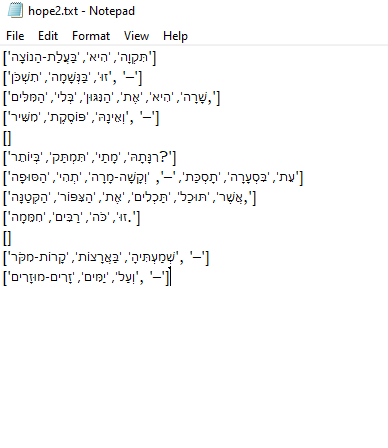 hope2.txt - Notepad
File Edit Format View Help
['תִּקְוָה', 'הִיא', 'בַּעֲלַת-הַנּוֹצָה']
['זוּ', 'בַּנְּשָׁמָה', 'תִּשְׁכֹּן', '–']
['שָׁרָה', 'הִיא', 'אֶת', 'הַנִּגּוּן', 'בְּלִי', 'הַמִּלִּים,']
['וְאֵינָהּ', 'פּוֹסֶקֶת', 'מִשִּׁיר', '–']
[]
['בְּיוֹתֵר', 'תִּמְתַּק', 'מָתַי', 'רִנָּתָהּ?']
['עֵת', 'בִּסְעָרָה', 'תָסְכַּת', '–', 'וְקָשָׁה-מָרָה', 'תְּהִי', 'הַסּוּפָה']
['אֲשֶׁר', 'תּוּכַל', 'תַּכְלִים', 'אֶת', 'הַצִּפּוֹר', 'הַקְּטַנָּה,']
['זוּ', 'כֹּה', 'רַבִּים', 'חִמְּמָה.']
[]
['שְׁמַעְתִּיהָ', 'בַּאֲרָצוֹת', 'קָרוֹת-מִקֹּר', '–']
['וְעַל', 'יַמִּים', 'זָרִים-מוּזָרִים', '–']